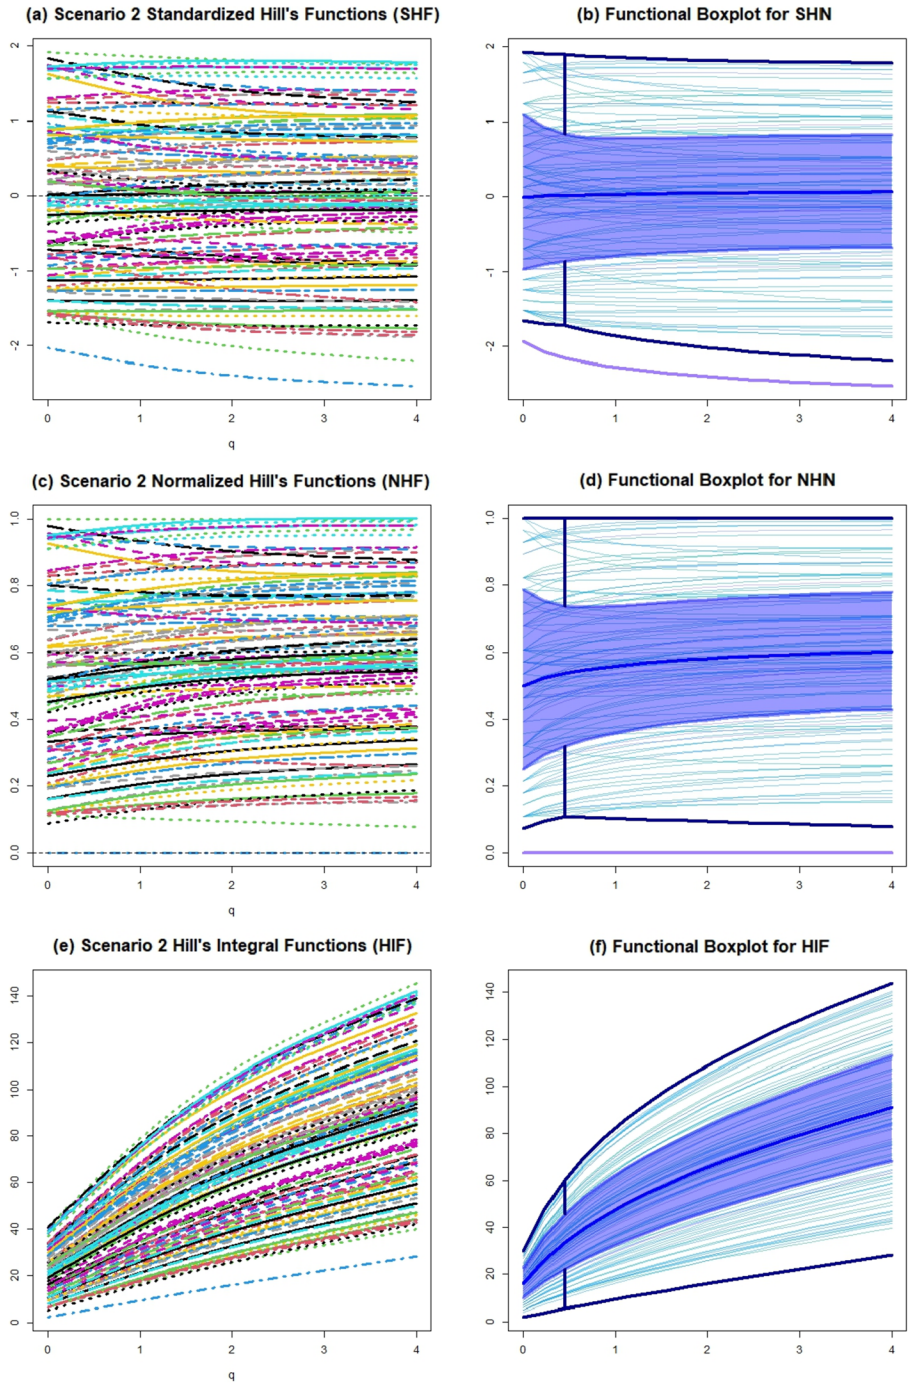 (a) Scenario 2 Standardized Hill's Functions (SHF)
(b) Functional Boxplot for SHN
2
1
0
-1
-2
0 1 2 3 4
q
2
1
0
-1
-2
0 1 2 3 4
(c) Scenario 2 Normalized Hill's Functions (NHF)
(d) Functional Boxplot for NHN
1.0
0.8
0.6
0.4
0.2
0.0
0 1 2 3 4
q
1.0
0.8
0.6
0.4
0.2
0.0
0 1 2 3 4
(e) Scenario 2 Hill's Integral Functions (HIF)
(f) Functional Boxplot for HIF
140
120
100
80
60
40
20
0
0 1 2 3 4
q
140
120
100
80
60
40
20
0
0 1 2 3 4